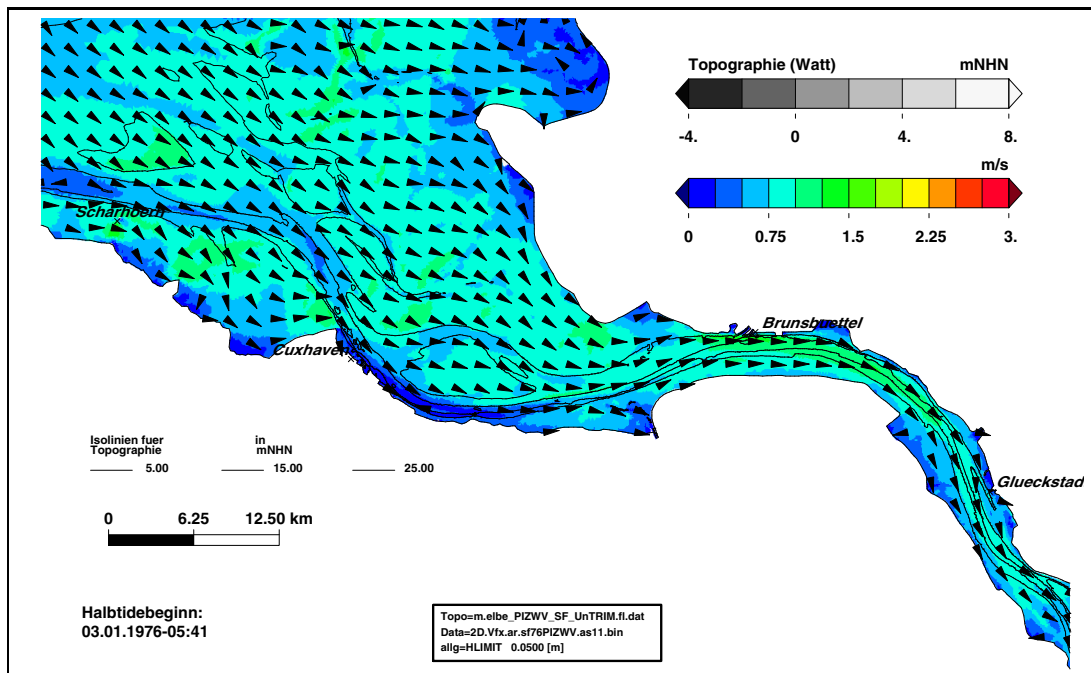 Topographie (Watt) mNHN
-4. 0 4. 8.
m/s
0 0.75 1.5 2.25 3.
Scharhoern
Brunsbuettel
Cuxhaven
Glueckstad
Isolinien fuer in
Topographie mNHN
5.00 15.00 25.00
0 6.25 12.50 km
Halbtidebeginn:
03.01.1976-05:41
Topo=m.elbe_PIZWV_SF_UnTRIM.fl.dat
Data=2D.Vfx.ar.sf76PIZWV.as11.bin
allg=HLIMIT 0.0500 [m]